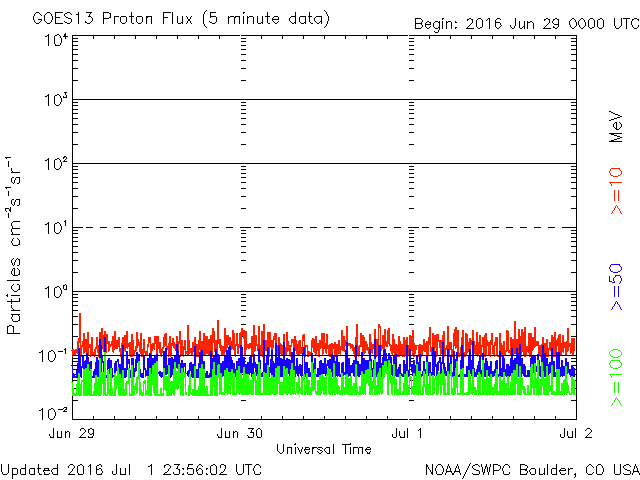 GOES13 Proton Flux (5 minute data)
Begin: 2016 Jun 29 0000 UTC
Particles cm⁻²s⁻¹sr⁻¹
10⁴
10³
10²
10¹
10⁰
10⁻¹
10⁻²
Jun 29
Jun 30
Jul 1
Jul 2
Universal Time
MeV
>=10
>=50
>=100
Updated 2016 Jul 1 23:56:02 UTC
NOAA/SWPC Boulder, CO USA